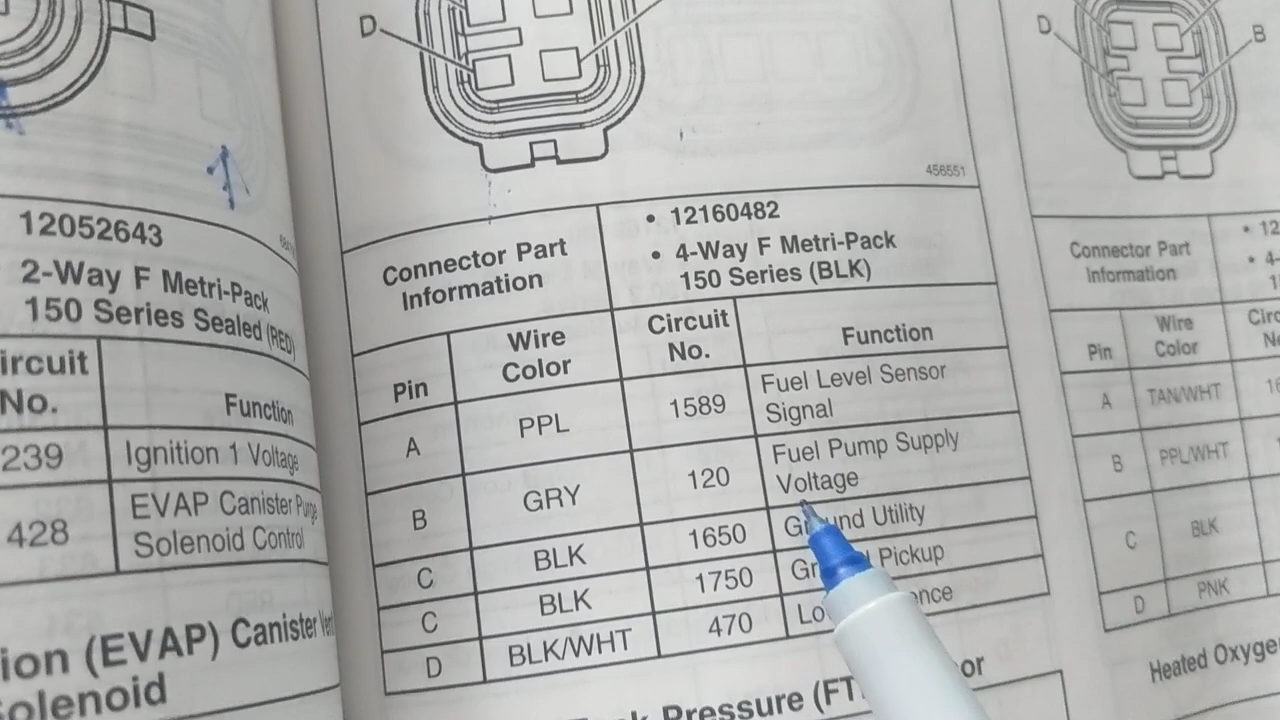 D
456551
12052643
2-Way F Metri-Pack
150 Series Sealed (RED)
ircuit
No.
Function
239
Ignition 1 Voltage
428
EVAP Canister Purge
Solenoid Control
ion (EVAP) Canister
olenoid
Connector Part
Information
• 12160482
• 4-Way F Metri-Pack
150 Series (BLK)
Pin
Wire
Color
Circuit
No.
Function
A
PPL
1589
Fuel Level Sensor
Signal
B
GRY
120
Fuel Pump Supply
Voltage
C
BLK
1650
Ground Utility
C
BLK
1750
Pickup
D
BLK/WHT
470
Pressure
or
D
B
Connector Part
Information
• 12
• 4-
Pin
Wire
Color
Circ
A
TAN/WHT
B
PPL/WHT
C
BLK
D
PNK
Heated Oxyge